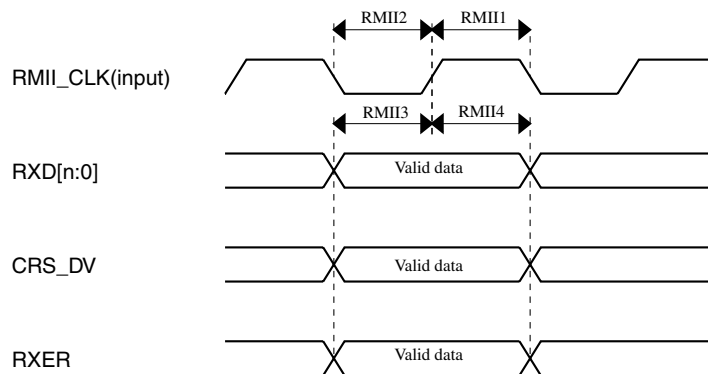 RMII2 RMII1
RMII_CLK(input)
RMII3 RMII4
RXD[n:0] Valid data
CRS_DV Valid data
RXER Valid data